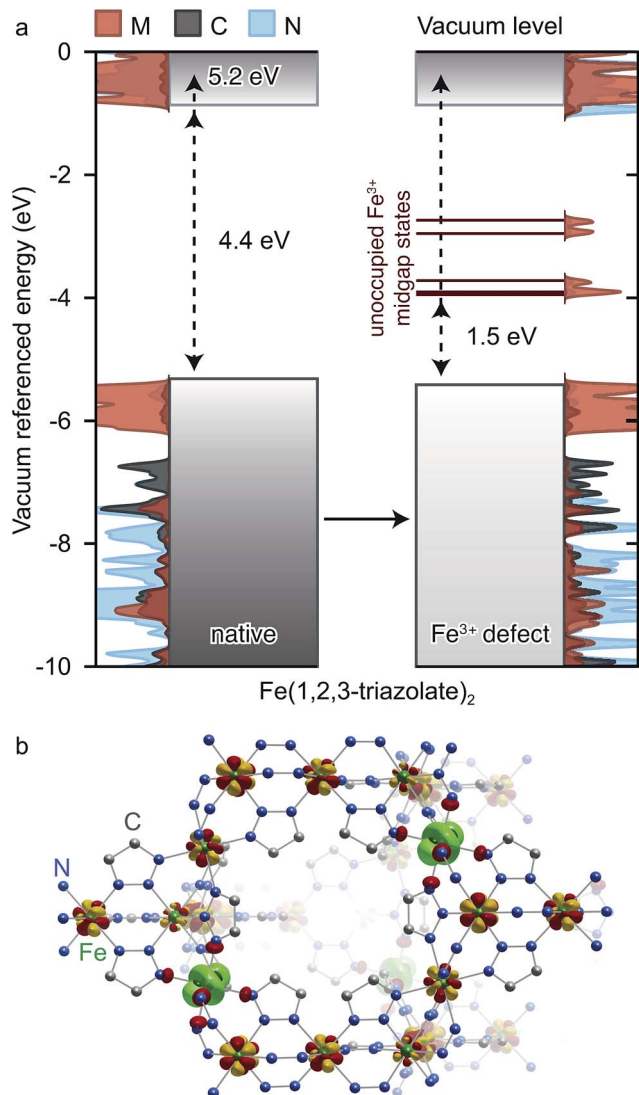 a
M C N
Vacuum level
Vacuum referenced energy (eV)
0
-2
-4
-6
-8
-10
5.2 eV
4.4 eV
native
unoccupied Fe³⁺
midgap states
1.5 eV
Fe³⁺ defect
Fe(1,2,3-triazolate)₂
b
C
N
Fe